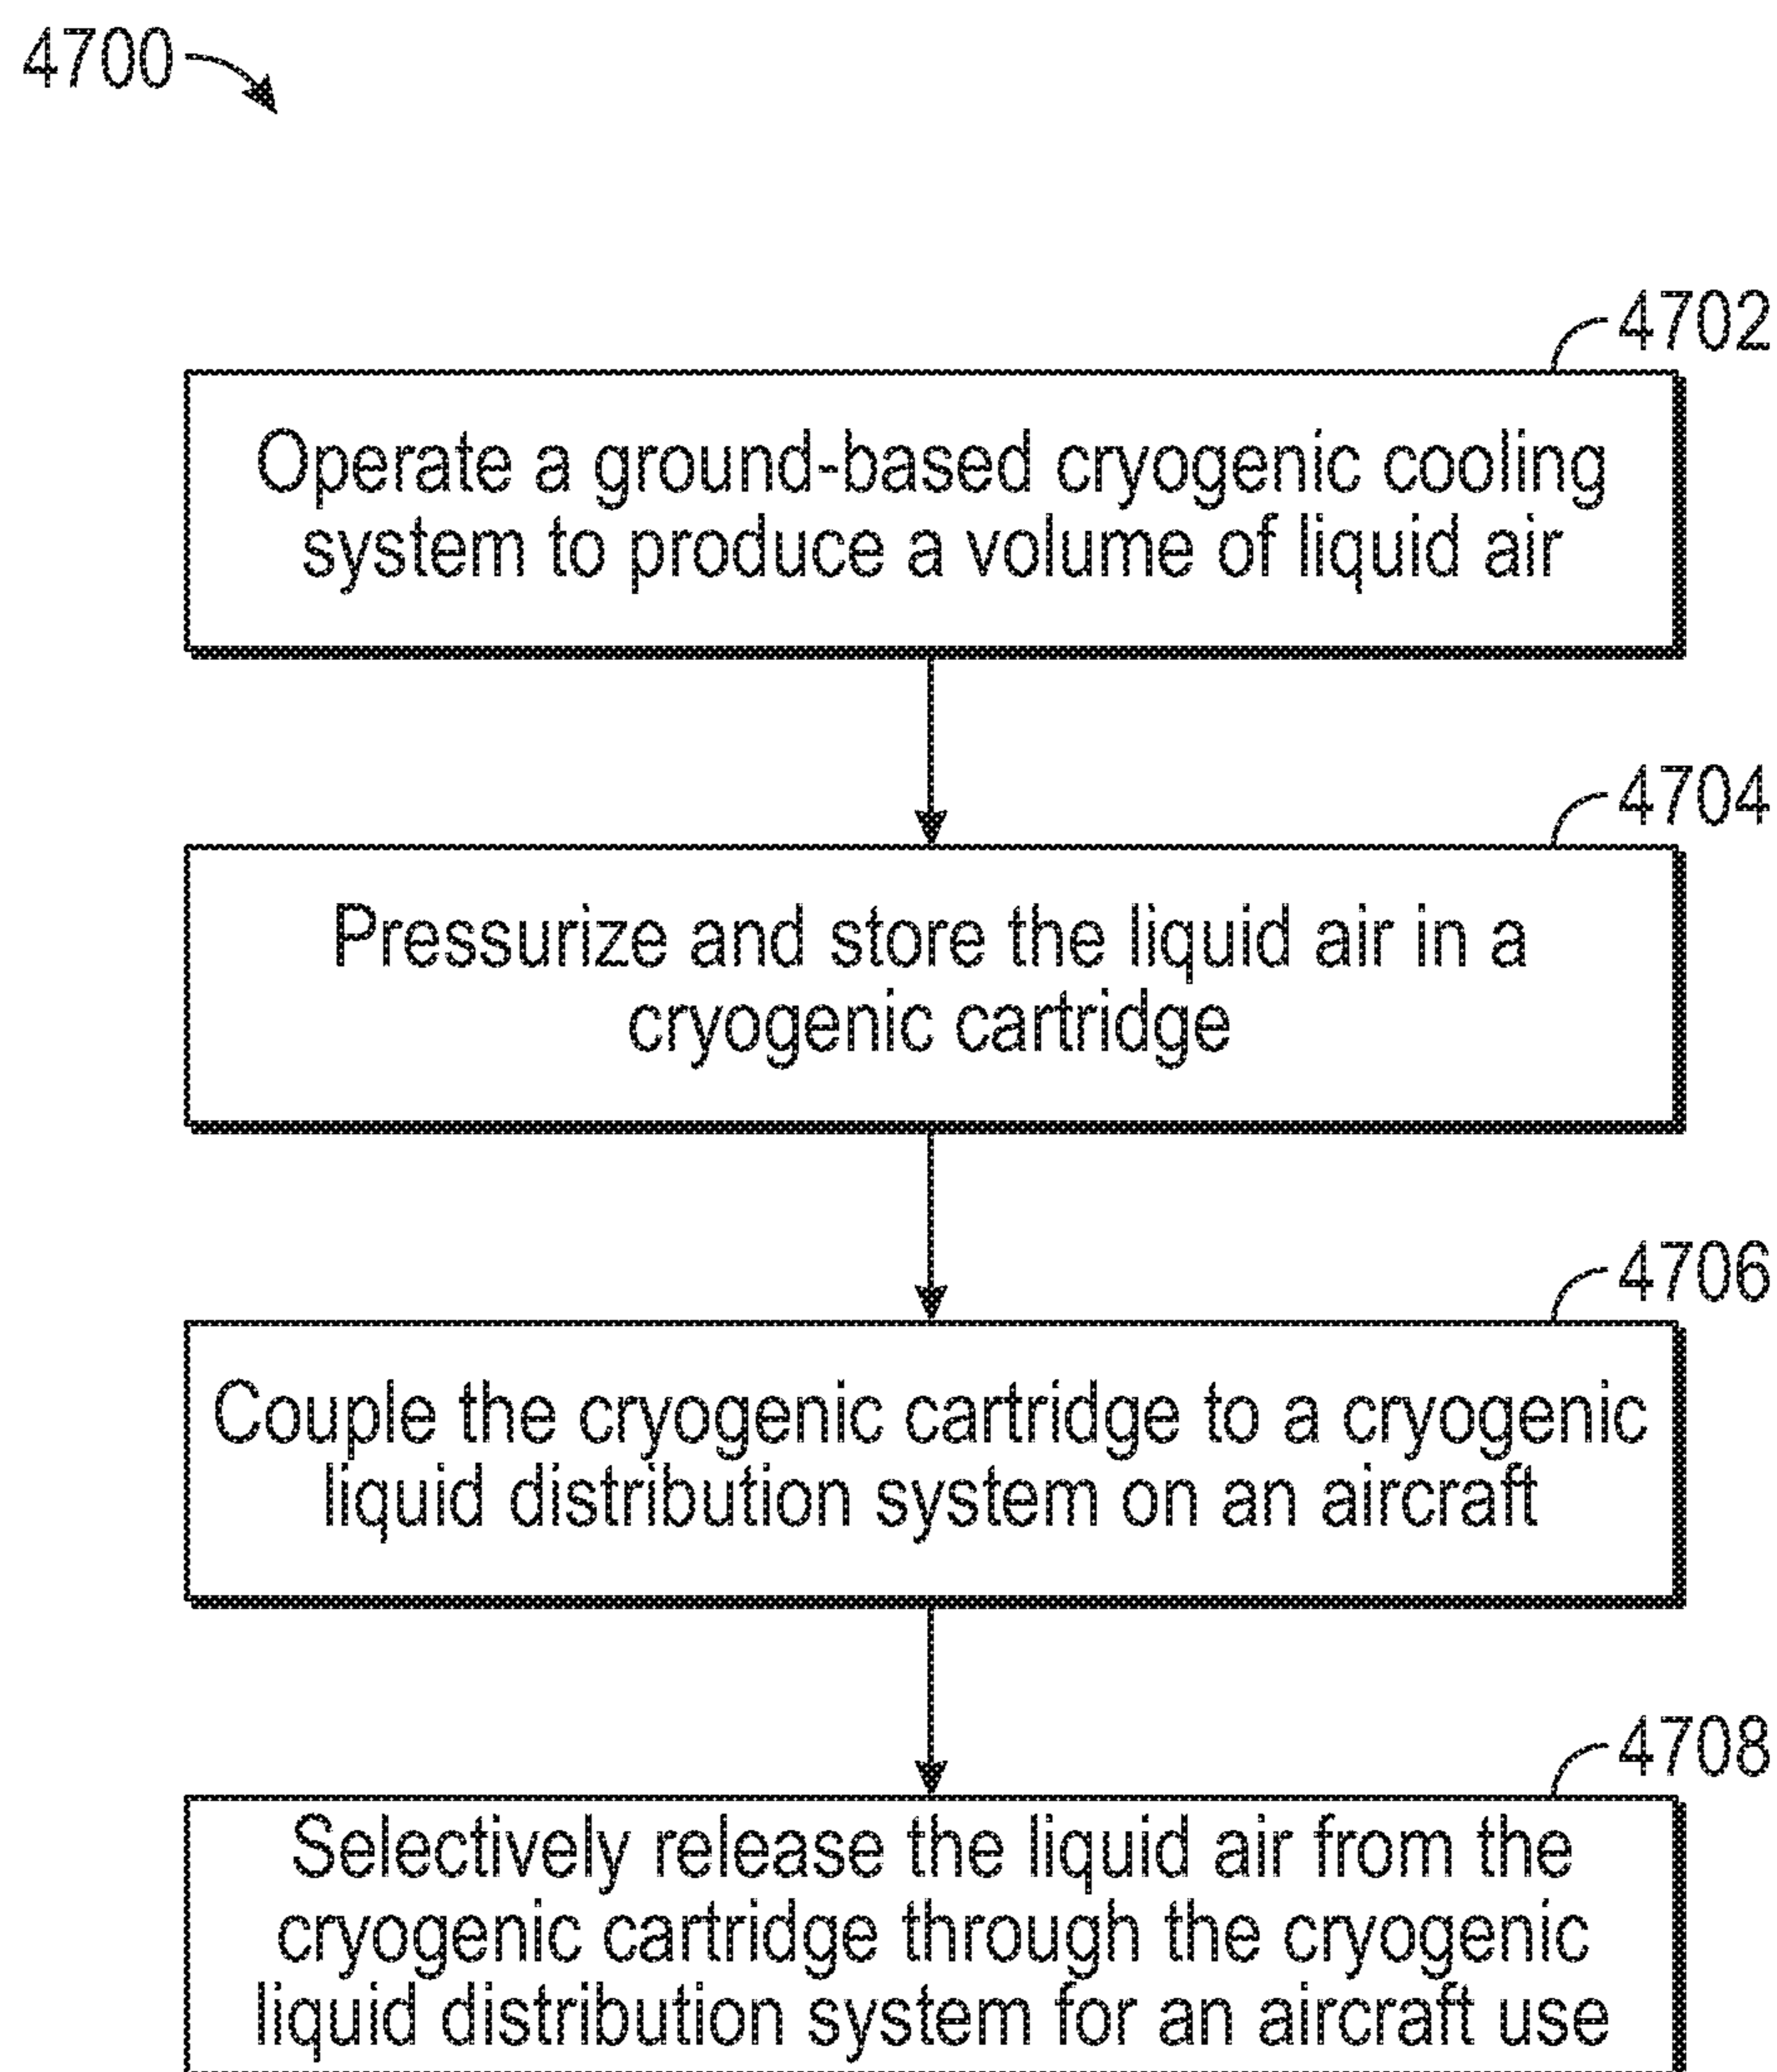 4700
4702
Operate a ground-based cryogenic cooling
system to produce a volume of liquid air
4704
Pressurize and store the liquid air in a
cryogenic cartridge
4706
Couple the cryogenic cartridge to a cryogenic
liquid distribution system on an aircraft
4708
Selectively release the liquid air from the
cryogenic cartridge through the cryogenic
liquid distribution system for an aircraft use